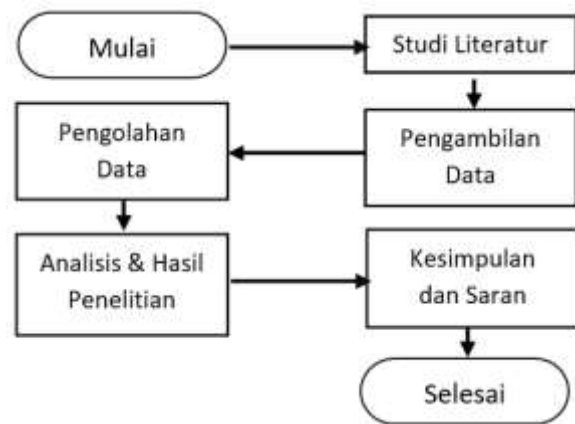 Mulai
Studi Literatur
Pengambilan
Data
Pengolahan
Data
Analisis & Hasil
Penelitian
Kesimpulan
dan Saran
Selesai